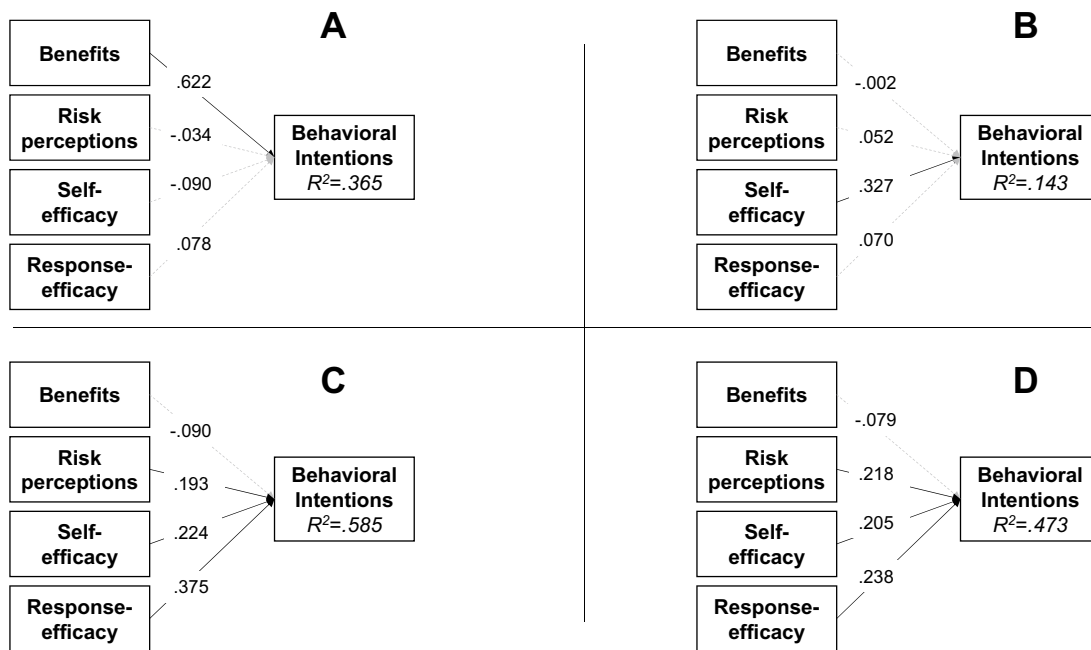 A
Benefits
.622
Risk
perceptions
-.034
Self-
efficacy
-.090
Response-
efficacy
.078
Behavioral
Intentions
R²=.365
B
Benefits
-.002
Risk
perceptions
.052
Self-
efficacy
.327
Response-
efficacy
.070
Behavioral
Intentions
R²=.143
C
Benefits
-.090
Risk
perceptions
.193
Self-
efficacy
.224
Response-
efficacy
.375
Behavioral
Intentions
R²=.585
D
Benefits
-.079
Risk
perceptions
.218
Self-
efficacy
.205
Response-
efficacy
.238
Behavioral
Intentions
R²=.473